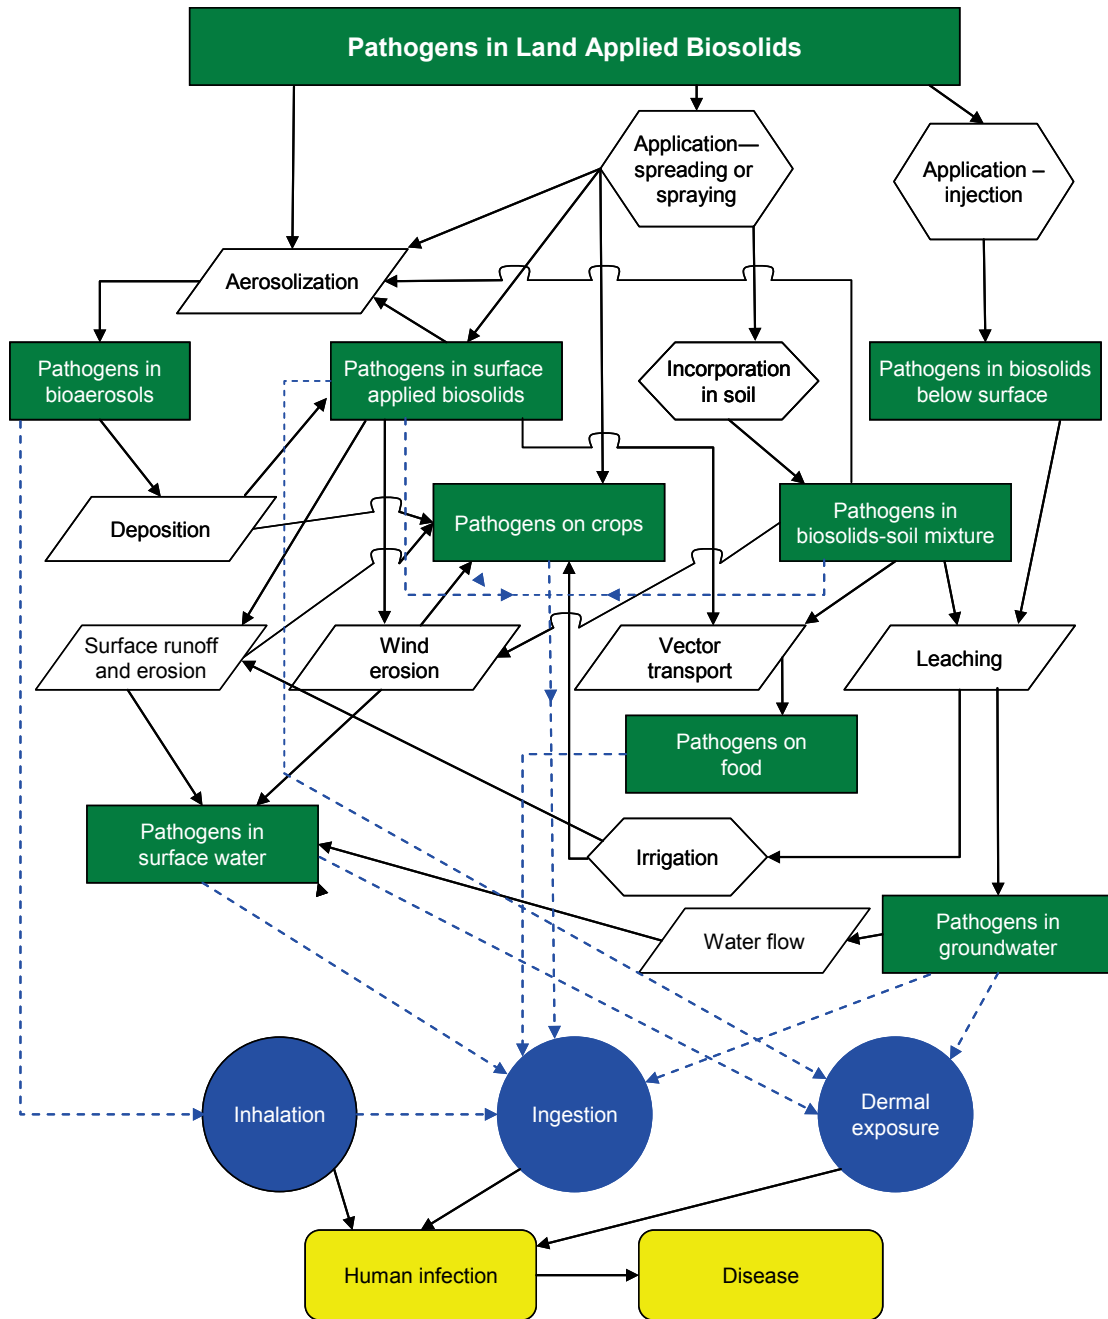 Pathogens in Land Applied Biosolids
Application—
spreading or
spraying
Application –
injection
Aerosolization
Pathogens in
bioaerosols
Pathogens in surface
applied biosolids
Incorporation
in soil
Pathogens in biosolids
below surface
Deposition
Pathogens on crops
Pathogens in
biosolids-soil mixture
Surface runoff
and erosion
Wind
erosion
Vector
transport
Leaching
Pathogens on
food
Pathogens in
surface water
Irrigation
Water flow
Pathogens in
groundwater
Inhalation
Ingestion
Dermal
exposure
Human infection
Disease